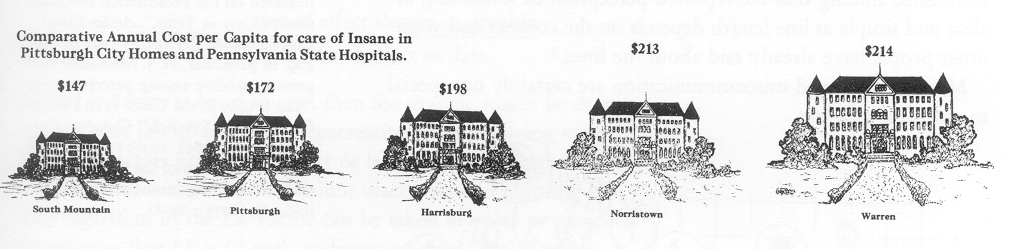 Comparative Annual Cost per Capita for care of Insane in
Pittsburgh City Homes and Pennsylvania State Hospitals.
$147
$172
$198
$213
$214
South Mountain
Pittsburgh
Harrisburg
Norristown
Warren